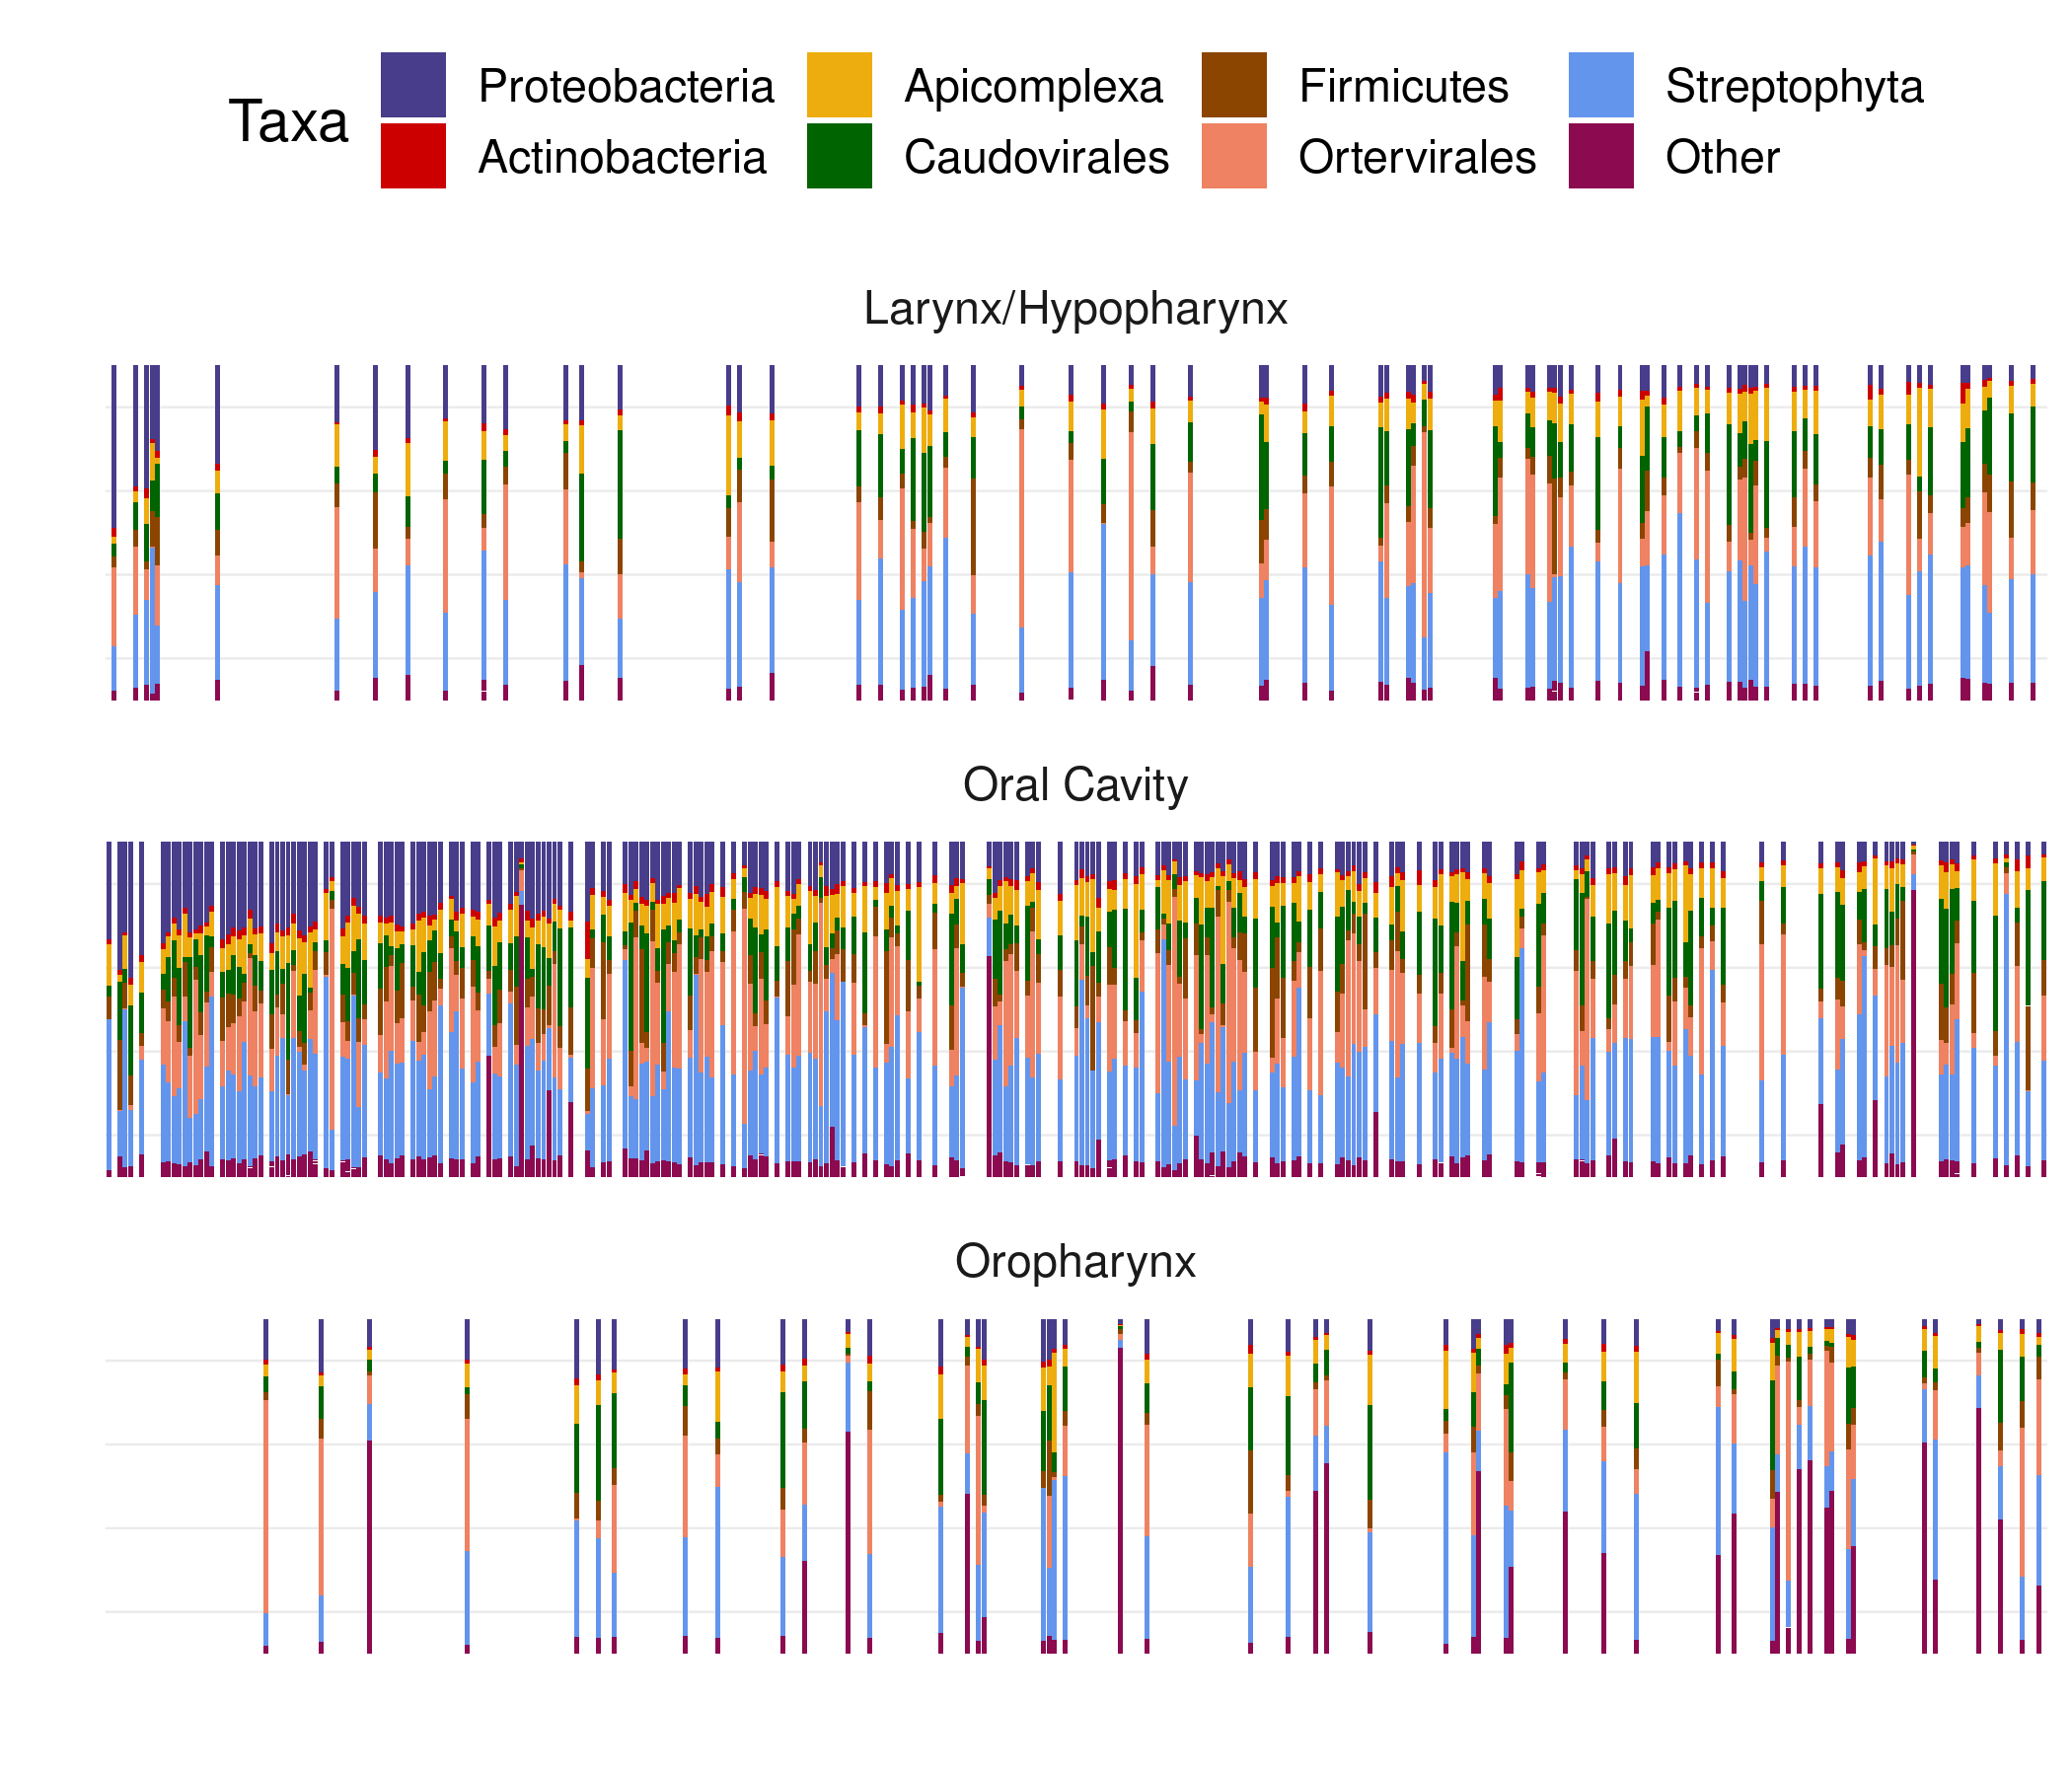 Taxa
Proteobacteria Apicomplexa Firmicutes Streptophyta
Actinobacteria Caudovirales Ortervirales Other
Larynx/Hypopharynx
Oral Cavity
Oropharynx